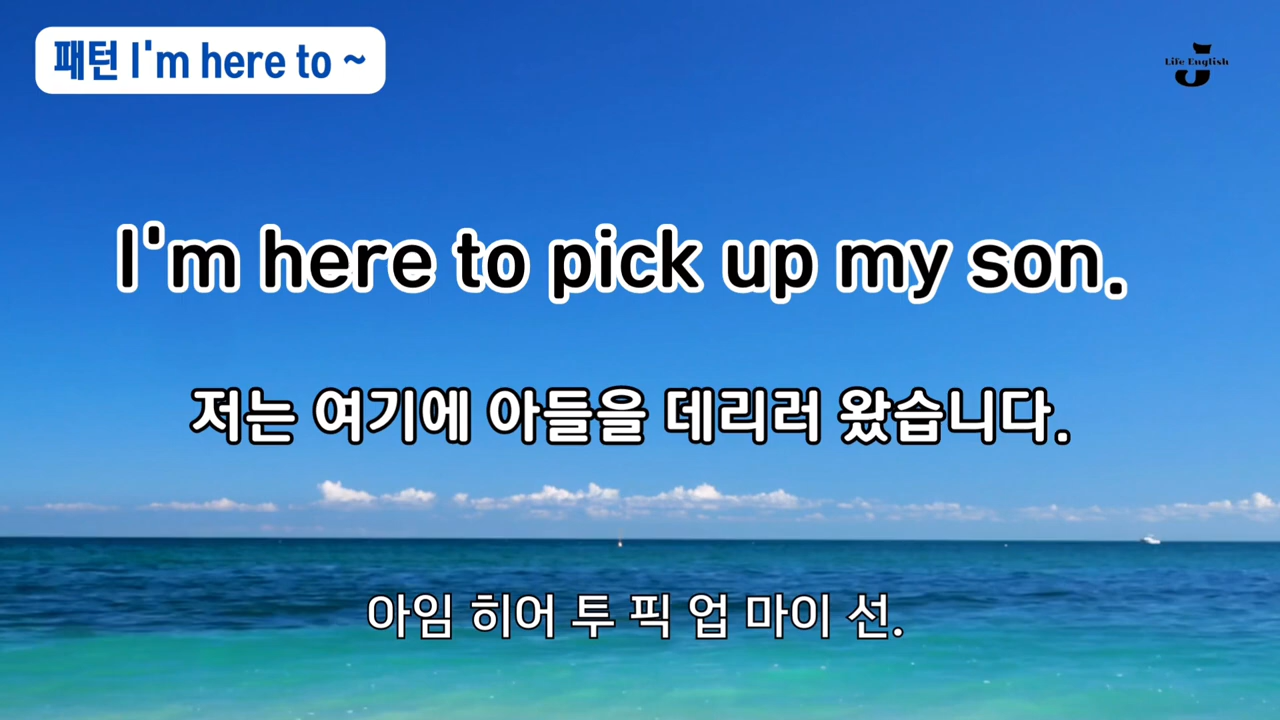 패턴 I'm here to ~
Life English
J
I'm here to pick up my son.
저는 여기에 아들을 데리러 왔습니다.
아임 히어 투 픽 업 마이 선.